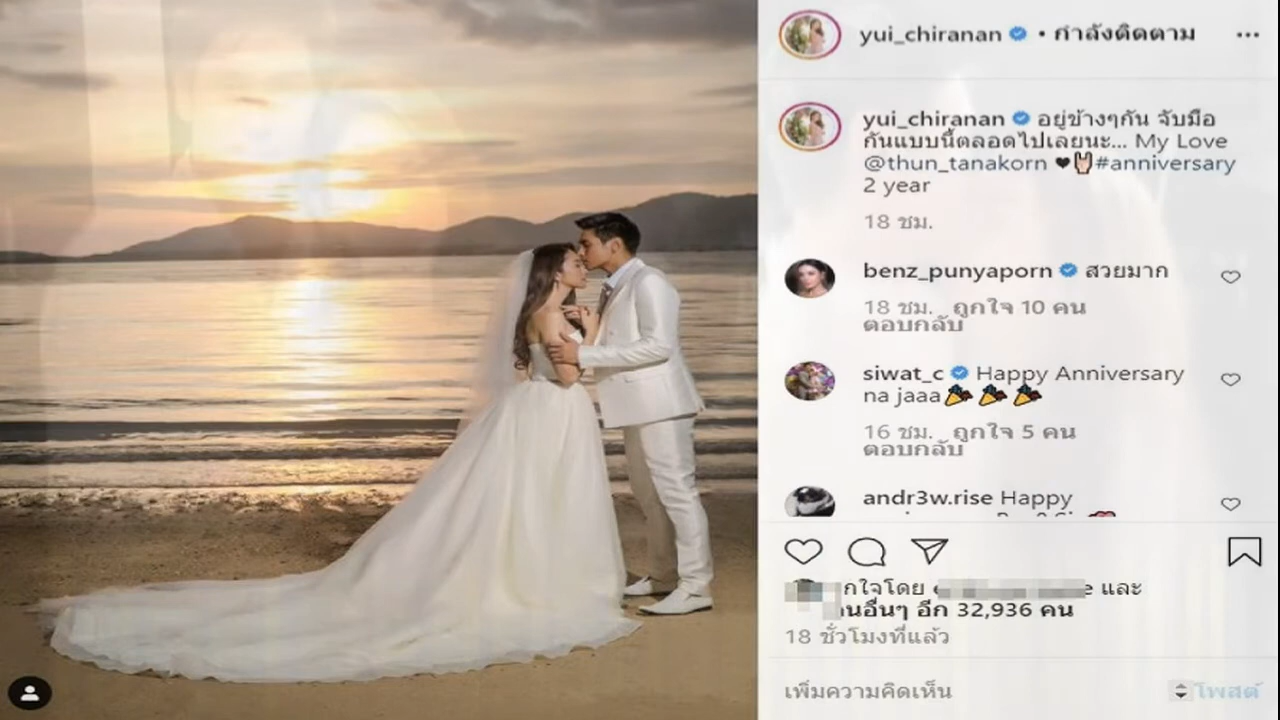 yui_chiranan • กำลังติดตาม
yui_chiranan อยู่ข้างๆกัน จับมือ
กันแบบนี้ตลอดไปเลยนะ... My Love
@thun_tanakorn ❤🤘#anniversary
2 year
18 ชม.
benz_punyaporn สวยมาก
18 ชม. ถูกใจ 10 คน
ตอบกลับ
siwat_c Happy Anniversary
na jaaa🎉🎉🎉
16 ชม. ถูกใจ 5 คน
ตอบกลับ
andr3w.rise Happy
กใจโดย และ
อื่นๆ อีก 32,936 คน
18 ชั่วโมงที่แล้ว
เพิ่มความคิดเห็น
โพสต์